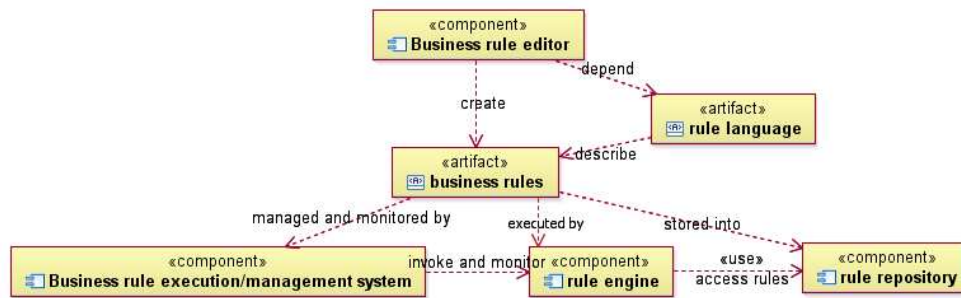 «component»
Business rule editor
depend
create
«artifact»
rule language
describe
«artifact»
business rules
managed and monitored by
executed by
stored into
«component»
Business rule execution/management system
invoke and monitor
«component»
rule engine
«use»
access rules
«component»
rule repository